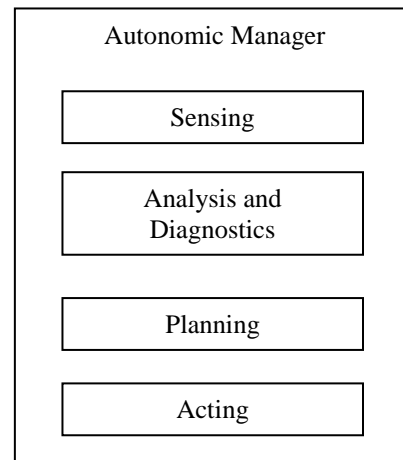 Autonomic Manager
Sensing
Analysis and
Diagnostics
Planning
Acting